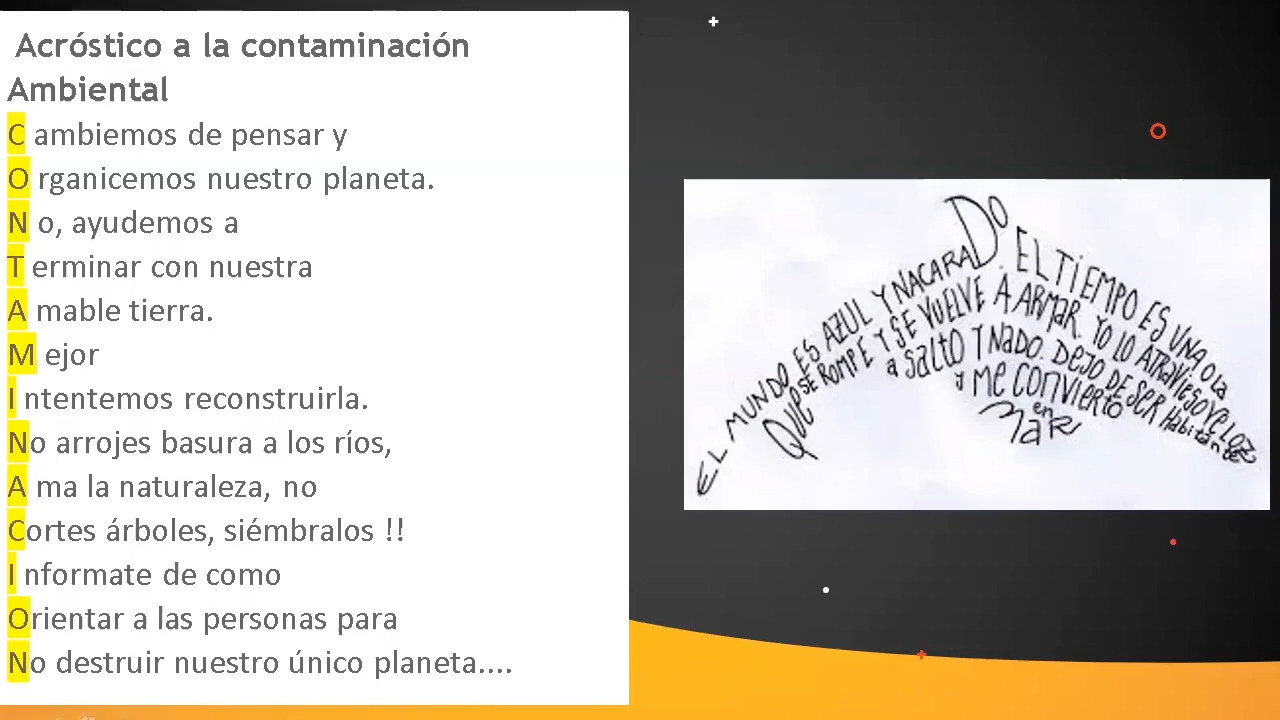 Acróstico a la contaminación
Ambiental
C ambiemos de pensar y
O rganicemos nuestro planeta.
N o, ayudemos a
T erminar con nuestra
A mable tierra.
M ejor
I ntentemos reconstruirla.
No arrojes basura a los ríos,
A ma la naturaleza, no
Cortes árboles, siémbralos !!
I nformate de como
Orientar a las personas para
No destruir nuestro único planeta....
EL MUNDO ES AZUL Y NACARADO. EL TIEMPO ES UNA OLA
QUE SE ROMPE Y SE VUELVE A ARMAR. YO LO ATRAVIESO VELOZ
a SaLTO Y NaDO. DEJO DE SER Habitante
y ME CONVIERTO
en
MaR